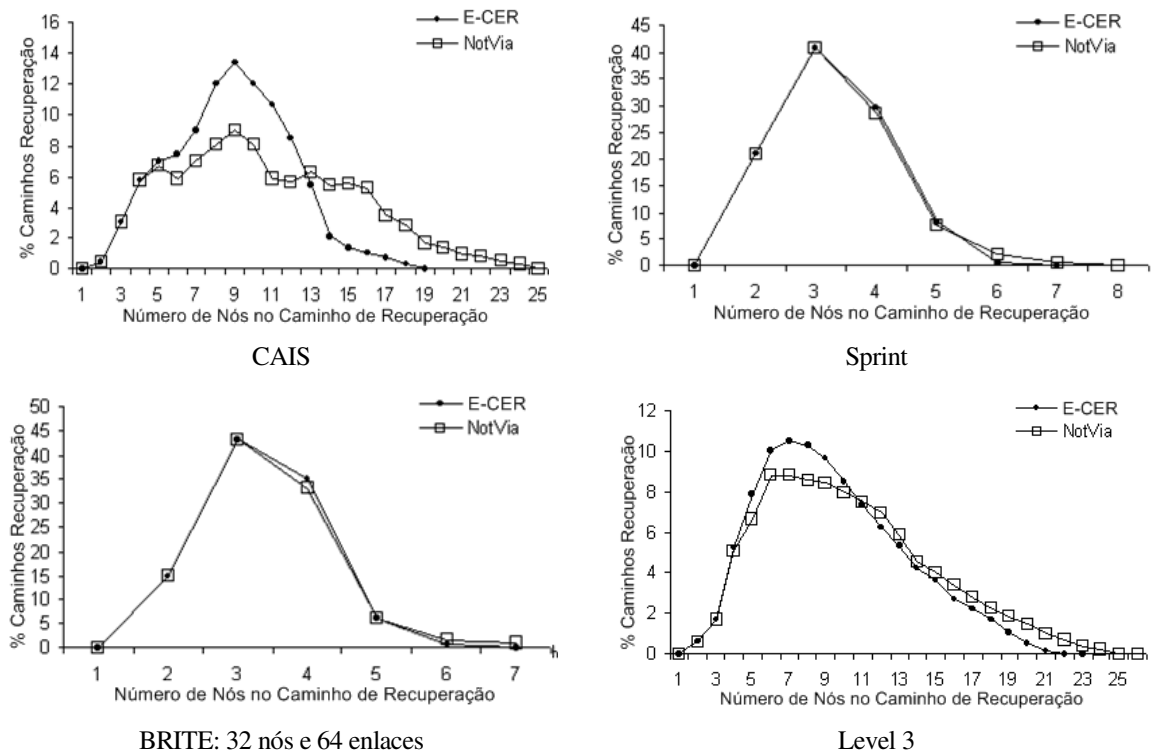 E-CER
NotVia
% Caminhos Recuperação
16
14
12
10
8
6
4
2
0
1 3 5 7 9 11 13 15 17 19 21 23 25
Número de Nós no Caminho de Recuperação
CAIS
E-CER
NotVia
% Caminhos Recuperação
45
40
35
30
25
20
15
10
5
0
1 2 3 4 5 6 7 8
Número de Nós no Caminho de Recuperação
Sprint
E-CER
NotVia
% Caminhos Recuperação
50
45
40
35
30
25
20
15
10
5
0
1 2 3 4 5 6 7
Número de Nós no Caminho de Recuperação
BRITE: 32 nós e 64 enlaces
E-CER
NotVia
% Caminhos Recuperação
12
10
8
6
4
2
0
1 3 5 7 9 11 13 15 17 19 21 23 25
Número de Nós no Caminho de Recuperação
Level 3